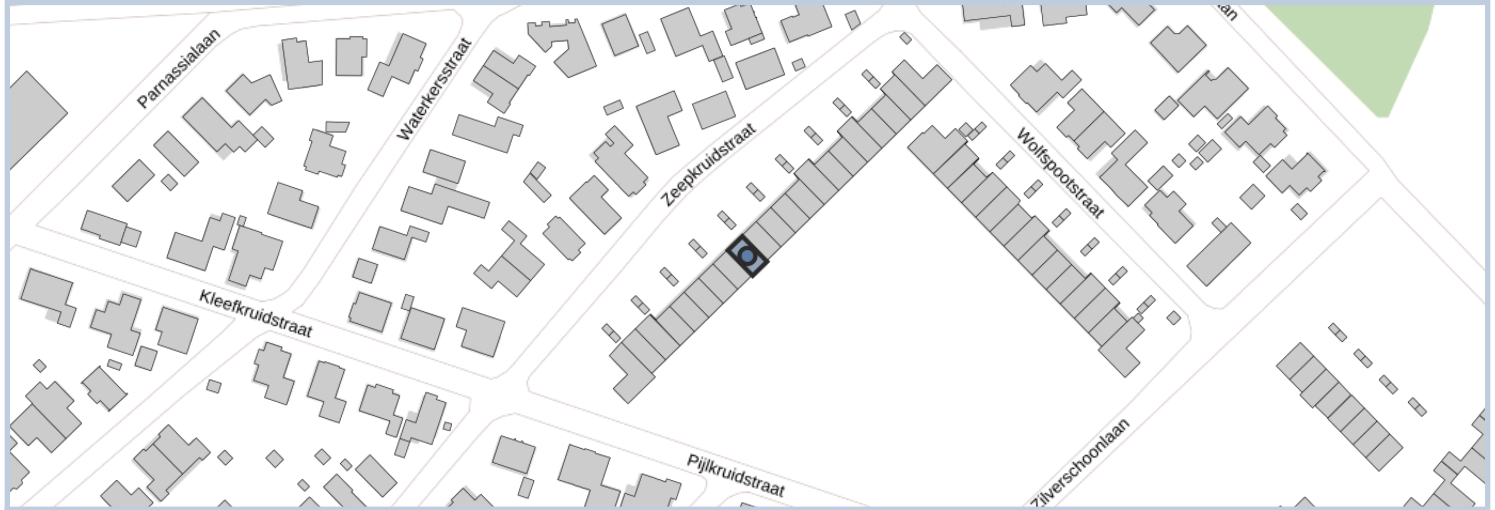 Parnassialaan
Waterkersstraat
Zeepkruidstraat
Wolfspootstraat
Kleefkruidstraat
Pijlkruidstraat
Zilverschoonlaan